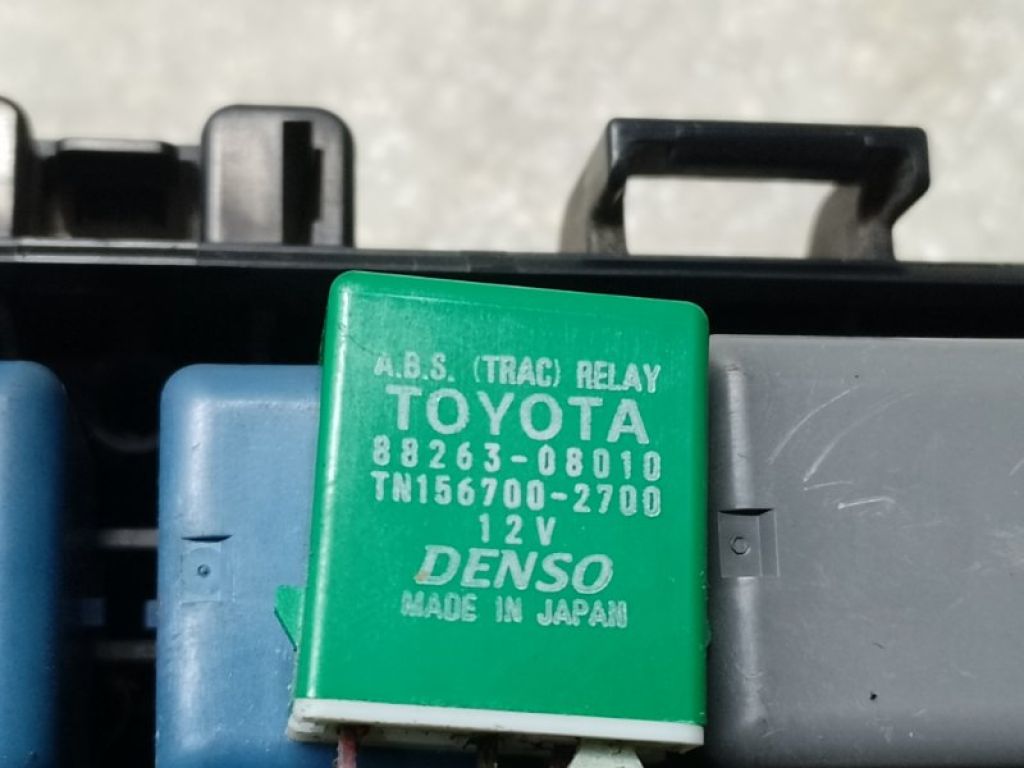 A.B.S. (TRAC) RELAY
TOYOTA
88263-08010
TN156700-2700
12V
DENSO
MADE IN JAPAN